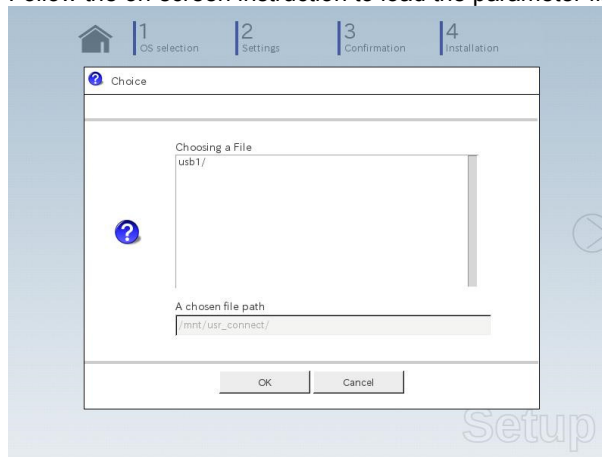 Follow the on-screen instruction to load the parameter
1
OS selection
2
Settings
3
Confirmation
4
Installation
Choice
Choosing a File
usb1/
A chosen file path
/mnt/usr_connect/
OK
Cancel
Setup